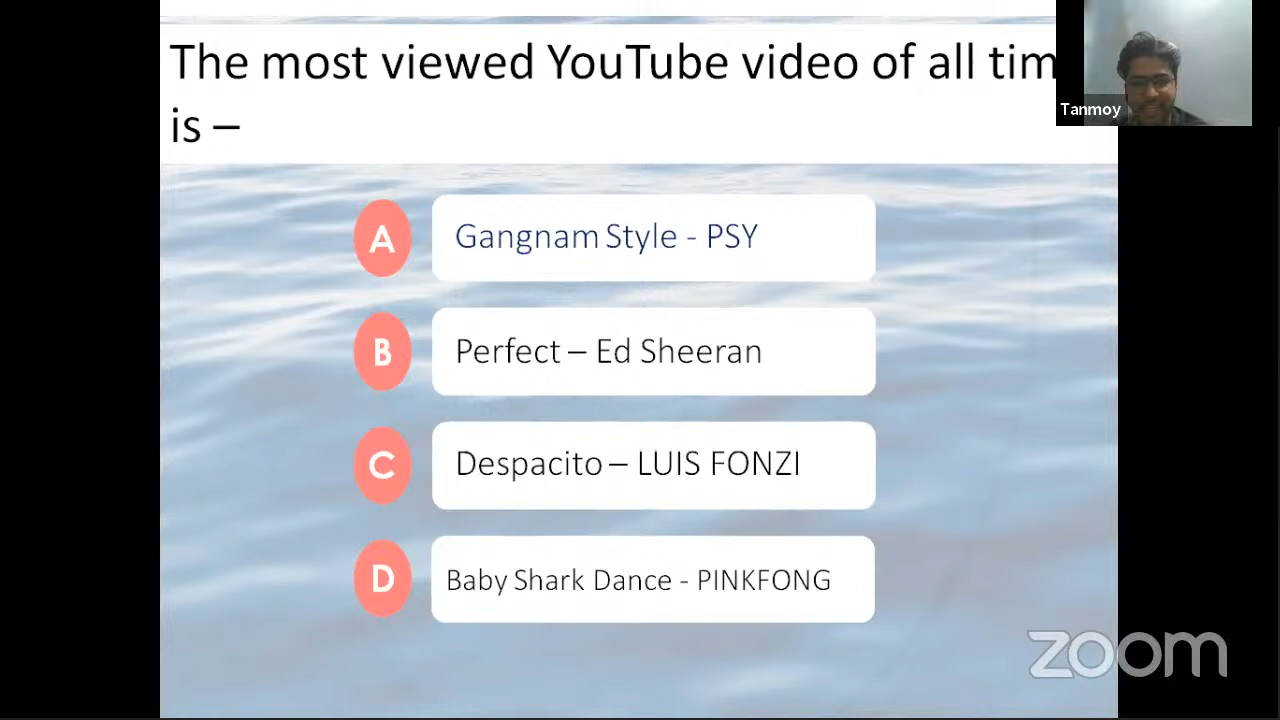 The most viewed YouTube video of all tim
is –
Tanmoy
A
Gangnam Style - PSY
B
Perfect – Ed Sheeran
C
Despacito – LUIS FONZI
D
Baby Shark Dance - PINKFONG
zoom